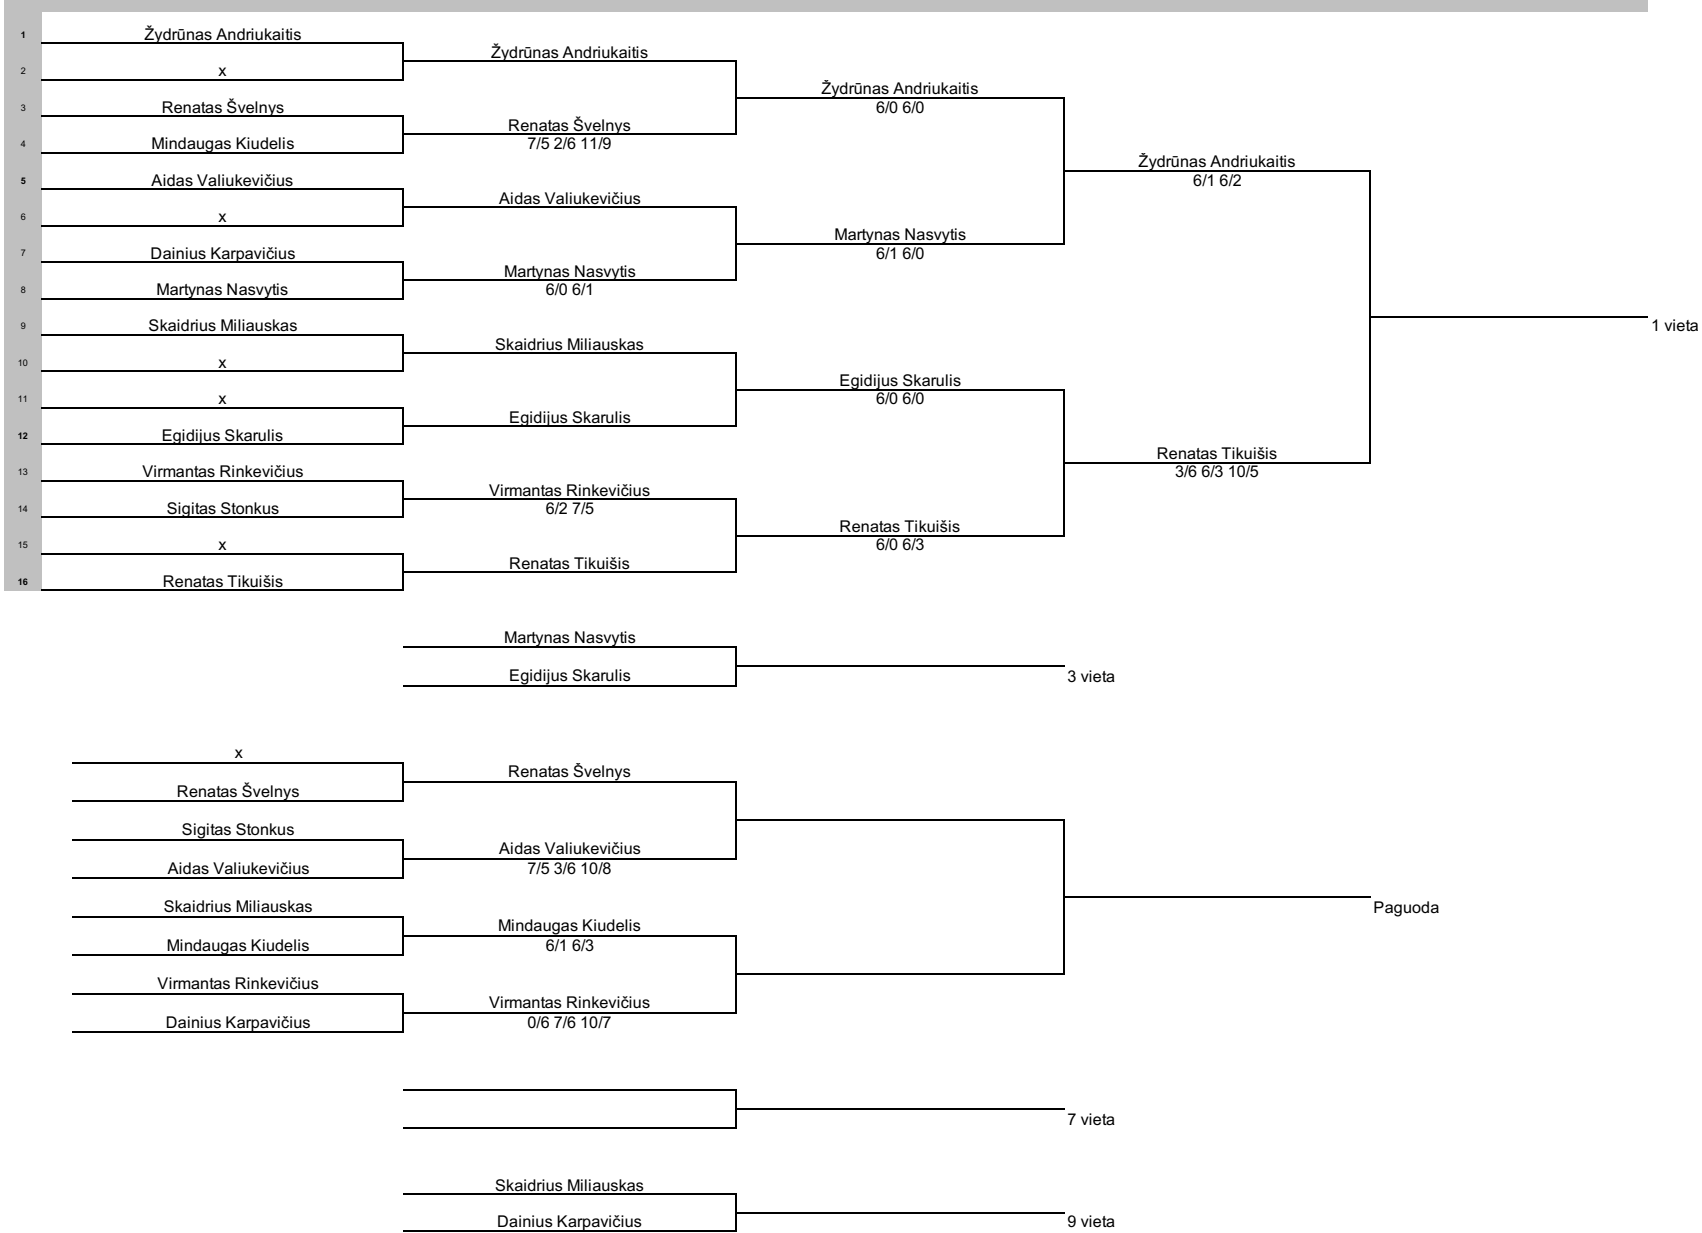 1 Žydrūnas Andriukaitis
Žydrūnas Andriukaitis
2 x
Žydrūnas Andriukaitis
6/0 6/0
3 Renatas Švelnys
Renatas Švelnys
7/5 2/6 11/9
4 Mindaugas Kiudelis
Žydrūnas Andriukaitis
6/1 6/2
5 Aidas Valiukevičius
Aidas Valiukevičius
6 x
Martynas Nasvytis
6/1 6/0
7 Dainius Karpavičius
Martynas Nasvytis
6/0 6/1
8 Martynas Nasvytis
1 vieta
9 Skaidrius Miliauskas
Skaidrius Miliauskas
10 x
Egidijus Skarulis
6/0 6/0
11 x
Egidijus Skarulis
12 Egidijus Skarulis
Renatas Tikuišis
3/6 6/3 10/5
13 Virmantas Rinkevičius
Virmantas Rinkevičius
6/2 7/5
14 Sigitas Stonkus
Renatas Tikuišis
6/0 6/3
15 x
Renatas Tikuišis
16 Renatas Tikuišis
Martynas Nasvytis
Egidijus Skarulis
3 vieta
x
Renatas Švelnys
Renatas Švelnys
Sigitas Stonkus
Aidas Valiukevičius
7/5 3/6 10/8
Aidas Valiukevičius
Skaidrius Miliauskas
Paguoda
Mindaugas Kiudelis
6/1 6/3
Mindaugas Kiudelis
Virmantas Rinkevičius
Virmantas Rinkevičius
0/6 7/6 10/7
Dainius Karpavičius
7 vieta
Skaidrius Miliauskas
Dainius Karpavičius
9 vieta